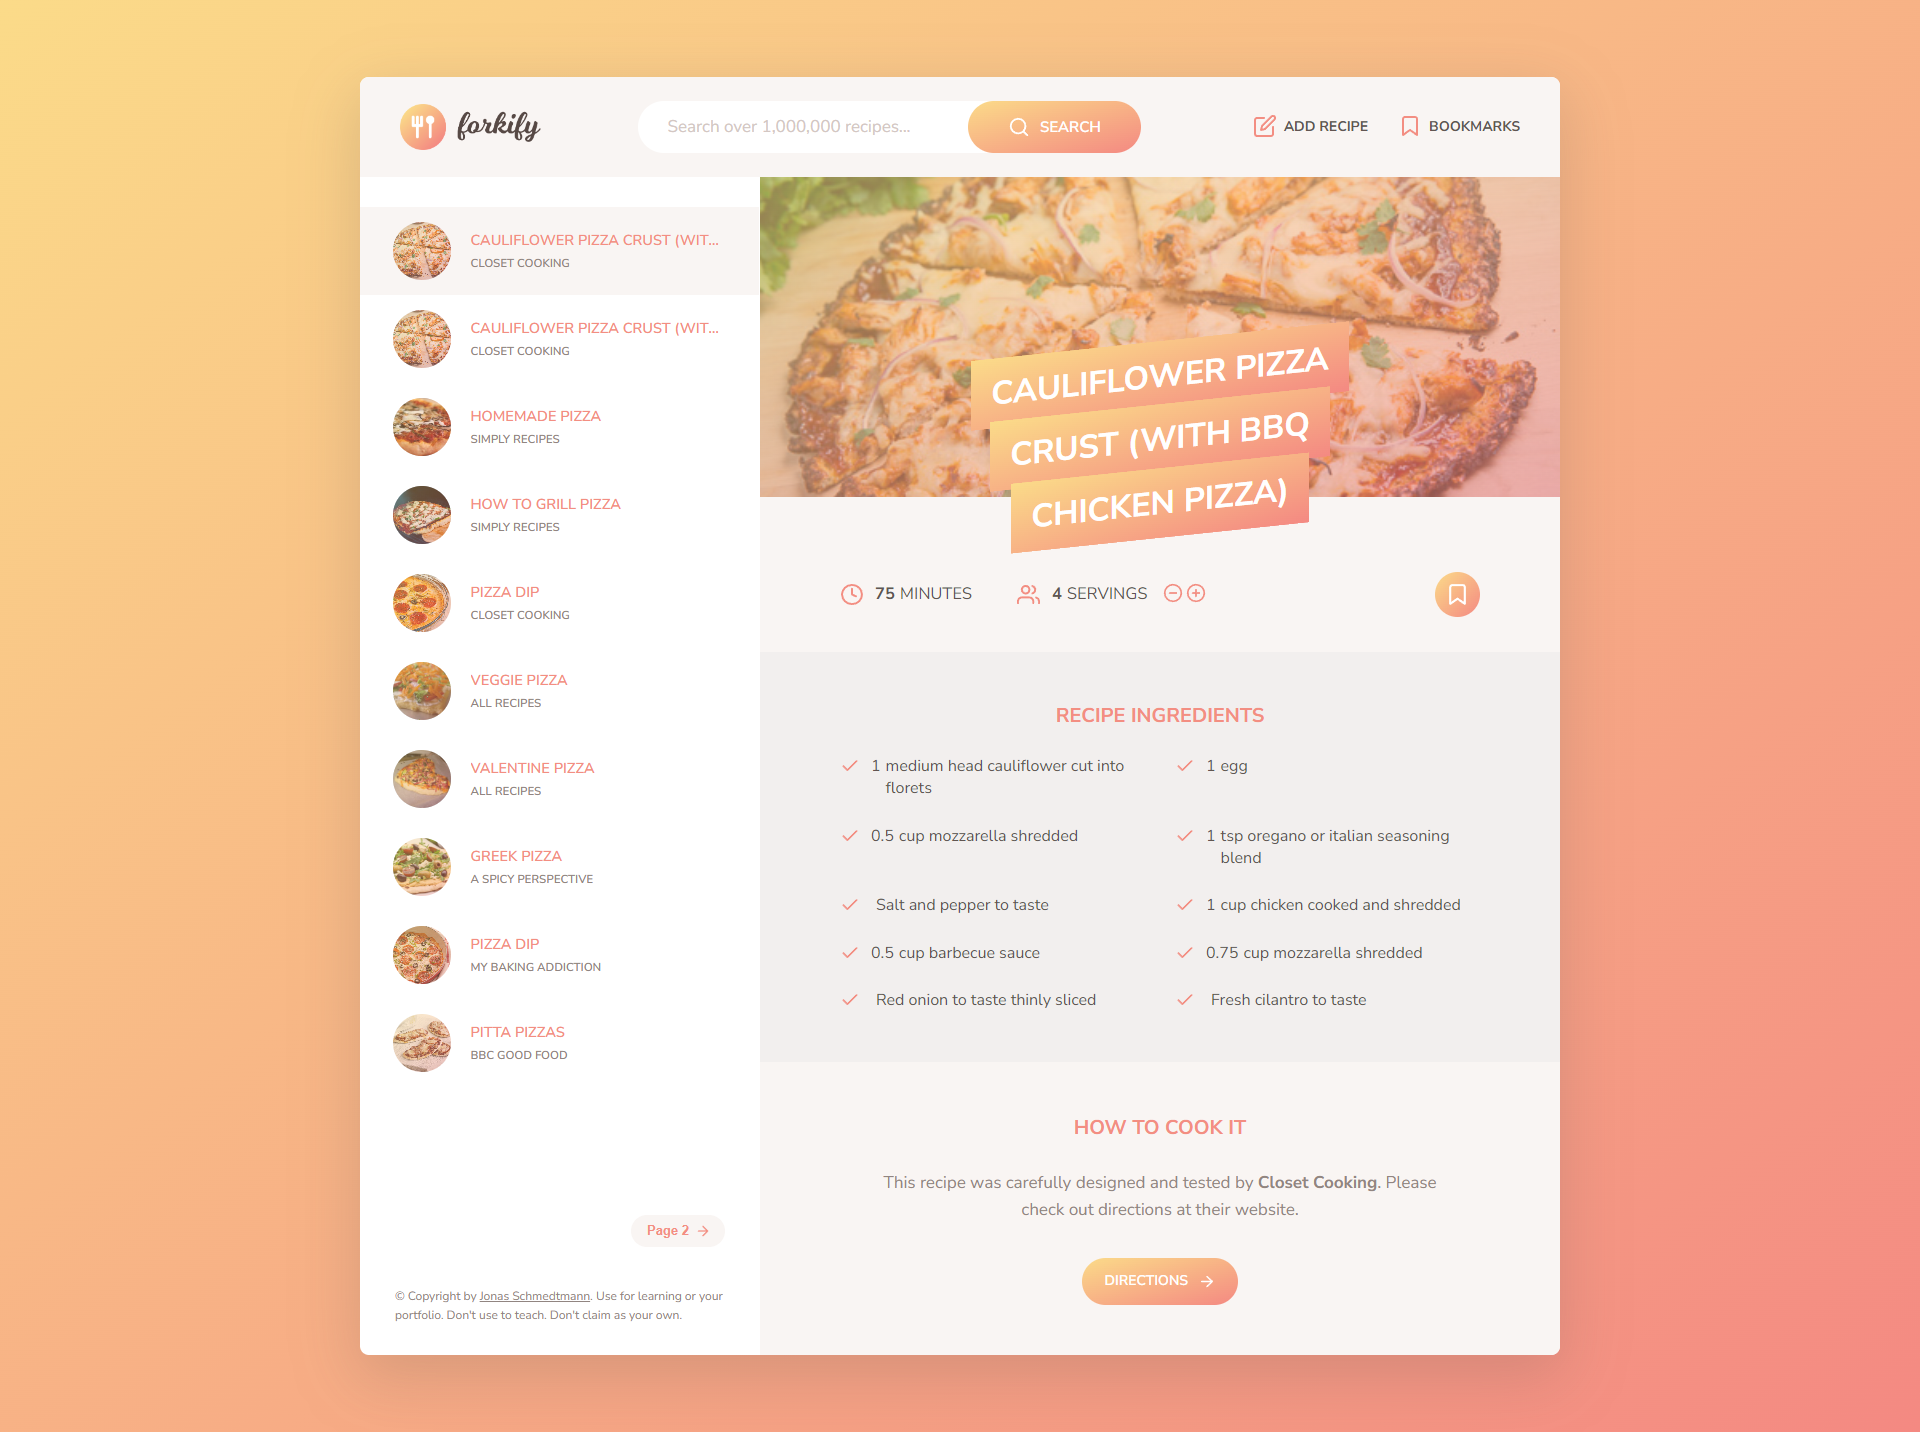 forkify
Search over 1,000,000 recipes...
SEARCH
ADD RECIPE
BOOKMARKS
CAULIFLOWER PIZZA CRUST (WIT...
CLOSET COOKING
CAULIFLOWER PIZZA CRUST (WIT...
CLOSET COOKING
HOMEMADE PIZZA
SIMPLY RECIPES
HOW TO GRILL PIZZA
SIMPLY RECIPES
PIZZA DIP
CLOSET COOKING
VEGGIE PIZZA
ALL RECIPES
VALENTINE PIZZA
ALL RECIPES
GREEK PIZZA
A SPICY PERSPECTIVE
PIZZA DIP
MY BAKING ADDICTION
PITTA PIZZAS
BBC GOOD FOOD
Page 2
© Copyright by Jonas Schmedtmann. Use for learning or your
portfolio. Don't use to teach. Don't claim as your own.
CAULIFLOWER PIZZA
CRUST (WITH BBQ
CHICKEN PIZZA)
75 MINUTES
4 SERVINGS
RECIPE INGREDIENTS
1 medium head cauliflower cut into
florets
1 egg
0.5 cup mozzarella shredded
1 tsp oregano or italian seasoning
blend
Salt and pepper to taste
1 cup chicken cooked and shredded
0.5 cup barbecue sauce
0.75 cup mozzarella shredded
Red onion to taste thinly sliced
Fresh cilantro to taste
HOW TO COOK IT
This recipe was carefully designed and tested by Closet Cooking. Please
check out directions at their website.
DIRECTIONS